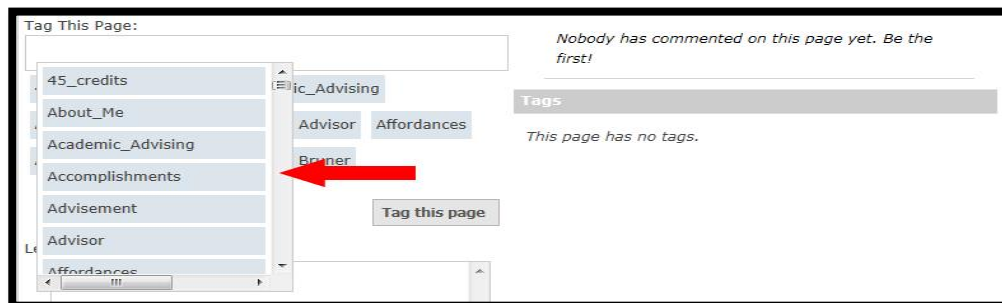 Tag This Page:
45_credits
About_Me
Academic_Advising
Accomplishments
Advisement
Advisor
Affordances
ic_Advising
Advisor Affordances
Bruner
Tag this page
Nobody has commented on this page yet. Be the
first!
Tags
This page has no tags.